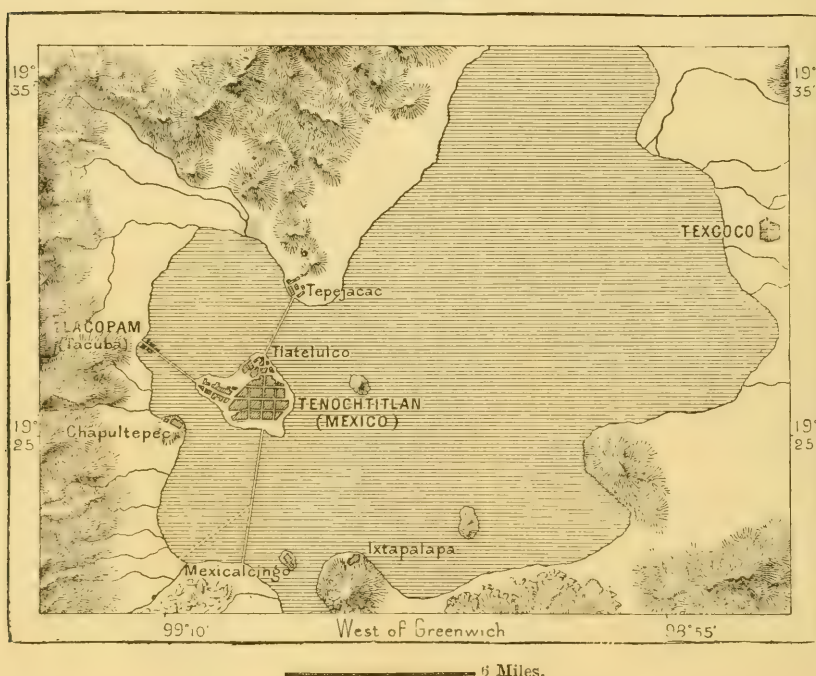 19° 35'
19° 35'
TEXCOCO
Tepejacac
TLACOPAM
(Tacuba)
Tlatelulco
TENOCHTITLAN
(MEXICO)
Chapultepec
19° 25'
19° 25'
Ixtapalapa
Mexicalcingo
99°10'
West of Greenwich
98°55'
6 Miles.